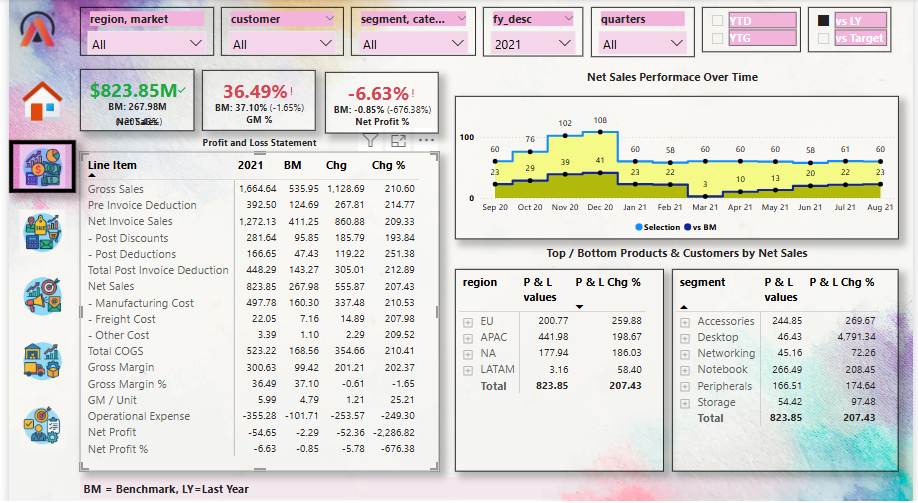 region, market
customer
segment, cate...
fy_desc
quarters
YTD
vs LY
All
All
All
2021
All
YTG
vs Target
$823.85M
36.49%!
-6.63%!
BM: 267.98M
BM: 37.10% (-1.65%)
BM: -0.85% (-676.38%)
Net Sales
GM %
Net Profit %
Net Sales Performace Over Time
100
0
60 76 102 108 60 58 60 60 60 58 61 60
23 29 39 41 23 22 3 10 13 20 22 23
Sep 20 Oct 20 Nov 20 Dec 20 Jan 21 Feb 21 Mar 21 Apr 21 May 21 Jun 21 Jul 21 Aug 21
Selection vs BM
Profit and Loss Statement
Line Item 2021 BM Chg Chg %
Gross Sales 1,664.64 535.95 1,128.69 210.60
Pre Invoice Deduction 392.50 124.69 267.81 214.77
Net Invoice Sales 1,272.13 411.25 860.88 209.33
- Post Discounts 281.64 95.85 185.79 193.84
- Post Deductions 166.65 47.43 119.22 251.38
Total Post Invoice Deduction 448.29 143.27 305.01 212.89
Net Sales 823.85 267.98 555.87 207.43
- Manufacturing Cost 497.78 160.30 337.48 210.53
- Freight Cost 22.05 7.16 14.89 207.98
- Other Cost 3.39 1.10 2.29 209.52
Total COGS 523.22 168.56 354.66 210.41
Gross Margin 300.63 99.42 201.21 202.37
Gross Margin % 36.49 37.10 -0.61 -1.65
GM / Unit 5.99 4.79 1.21 25.21
Operational Expense -355.28 -101.71 -253.57 -249.30
Net Profit -54.65 -2.29 -52.36 -2,286.82
Net Profit % -6.63 -0.85 -5.78 -676.38
Top / Bottom Products & Customers by Net Sales
region P & L values P & L Chg %
EU 200.77 259.88
APAC 441.98 198.67
NA 177.94 186.03
LATAM 3.16 58.40
Total 823.85 207.43
segment P & L values P & L Chg %
Accessories 244.85 269.67
Desktop 46.43 4,791.34
Networking 45.16 72.26
Notebook 266.49 208.45
Peripherals 166.51 174.64
Storage 54.42 97.48
Total 823.85 207.43
BM = Benchmark, LY=Last Year